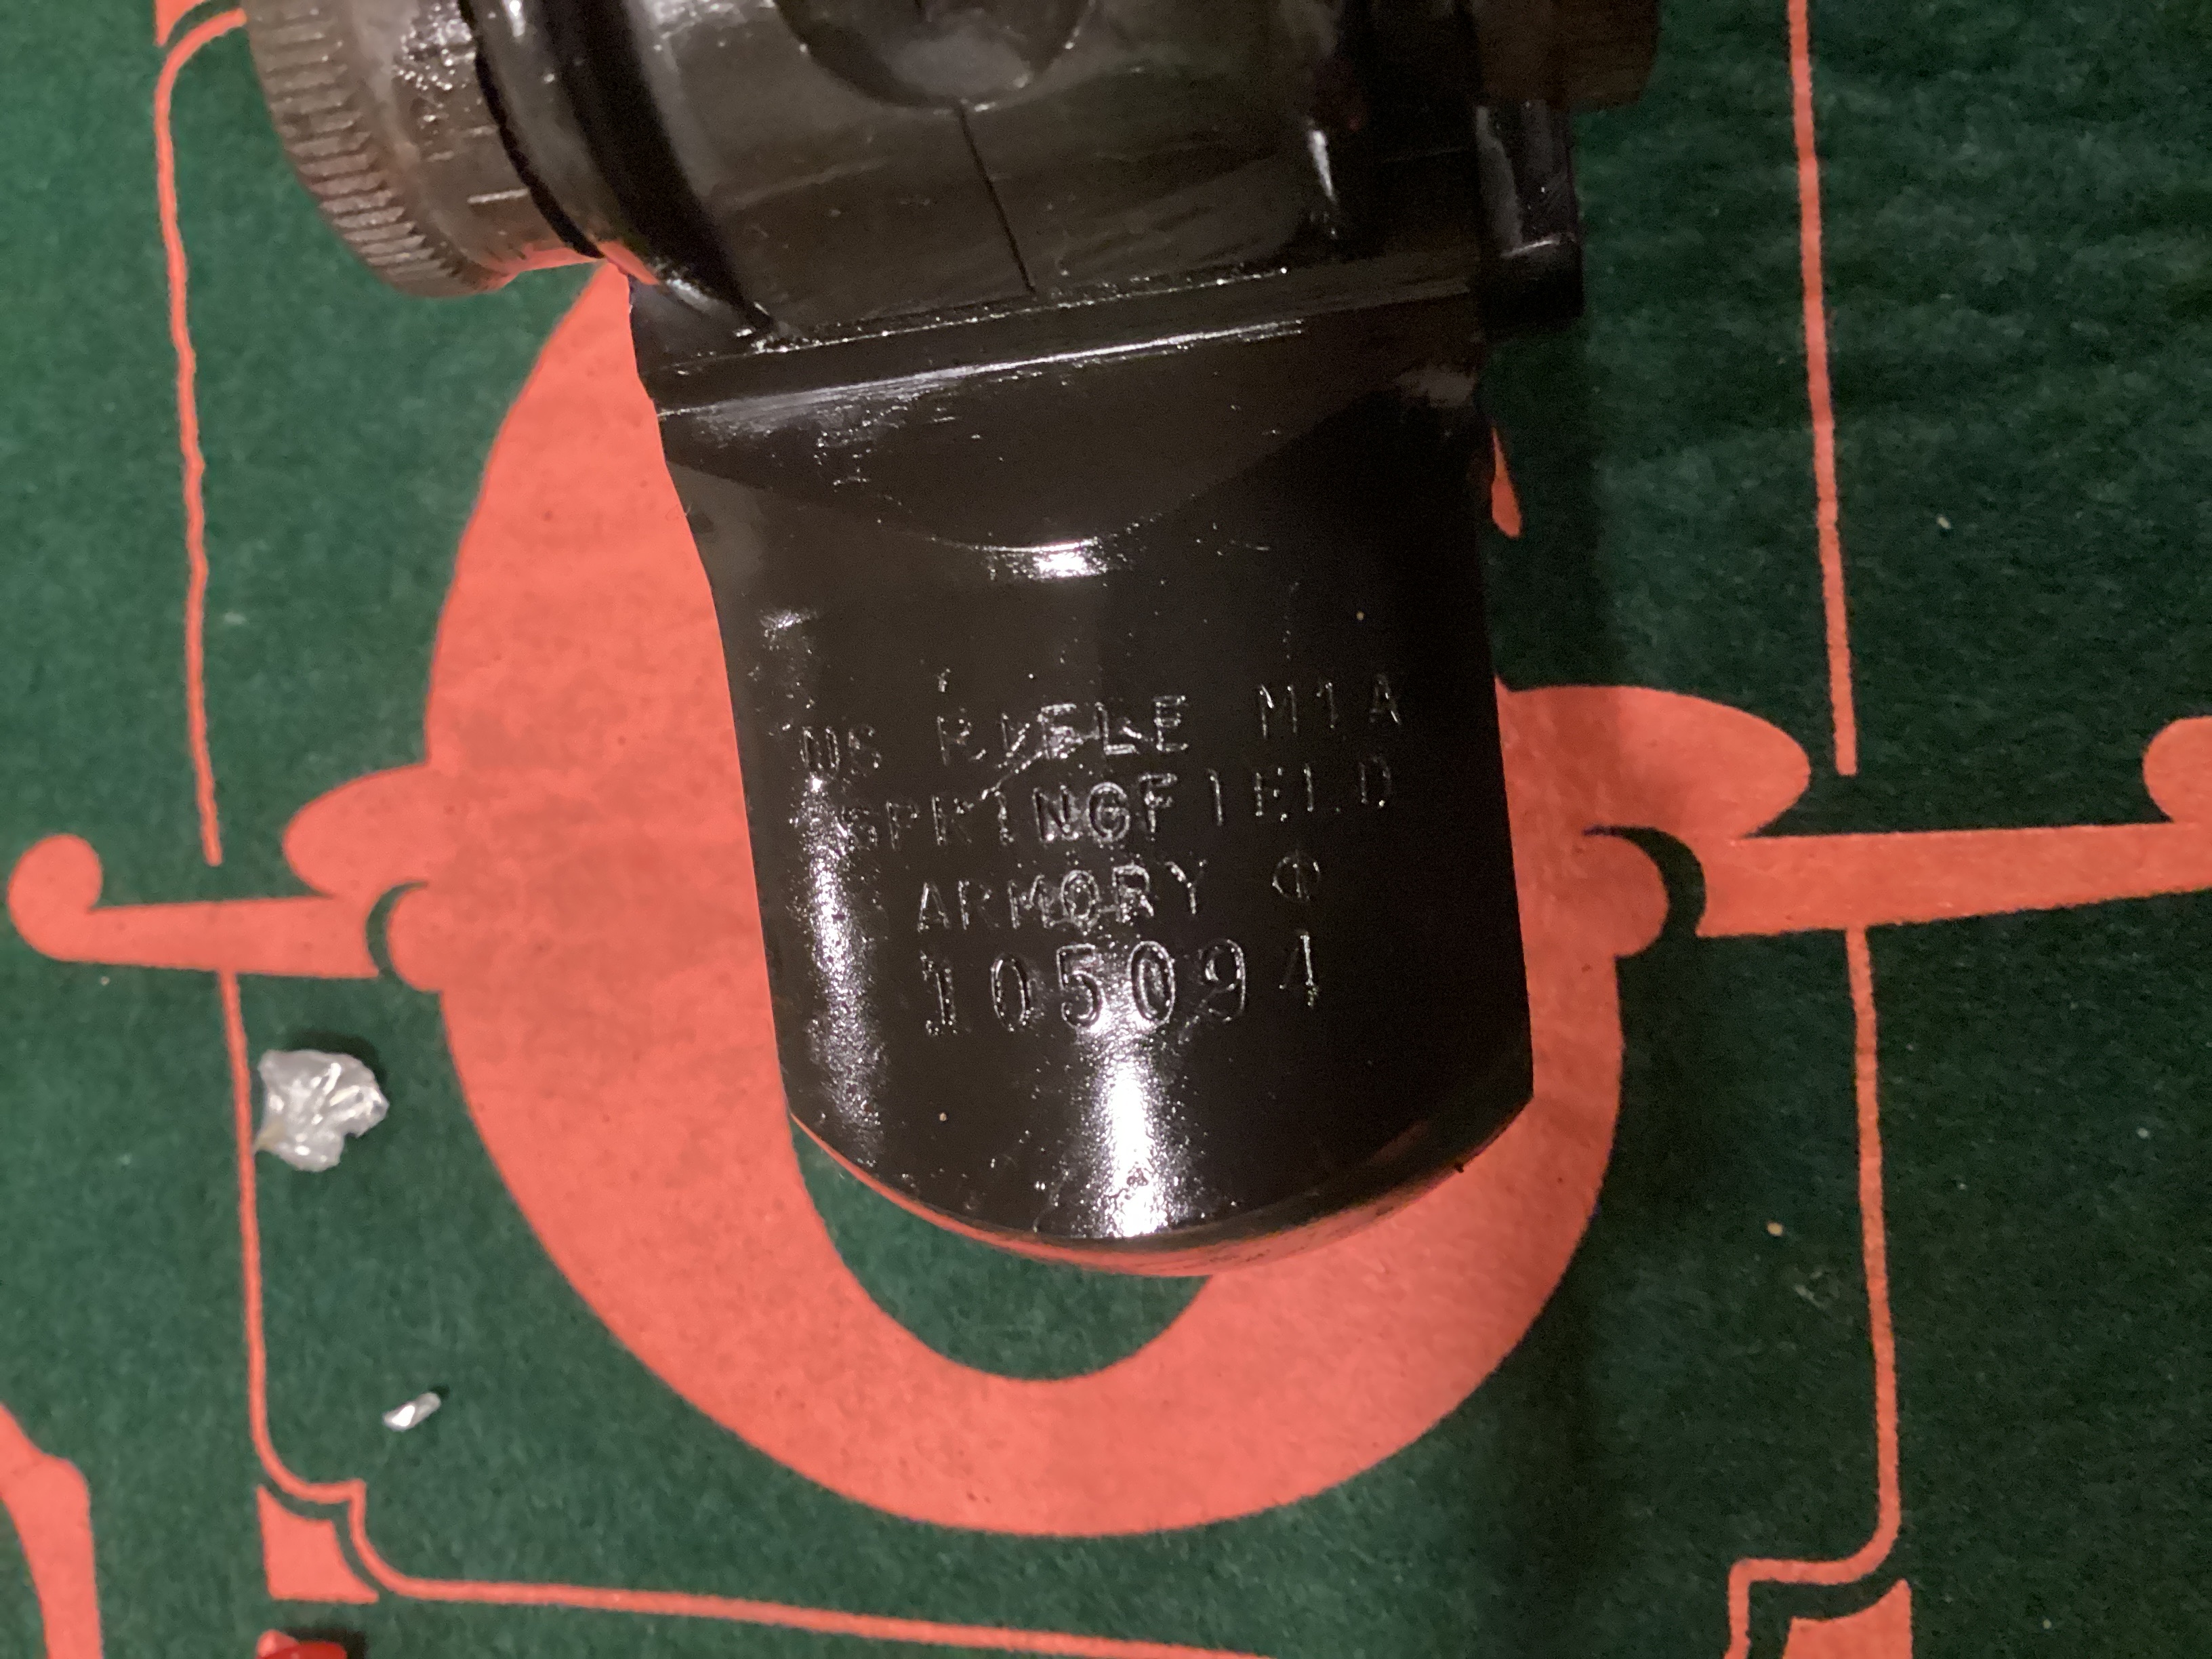 US RIFLE M1A
SPRINGFIELD
ARMORY
105094